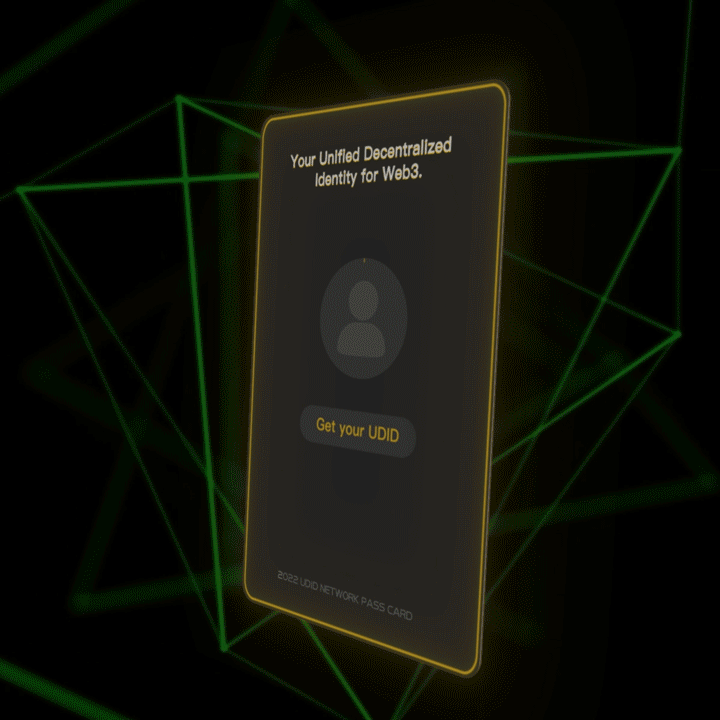 Your Unified Decentralized
Identity for Web3.
Get your UDID
2022 UDID NETWORK PASS CARD